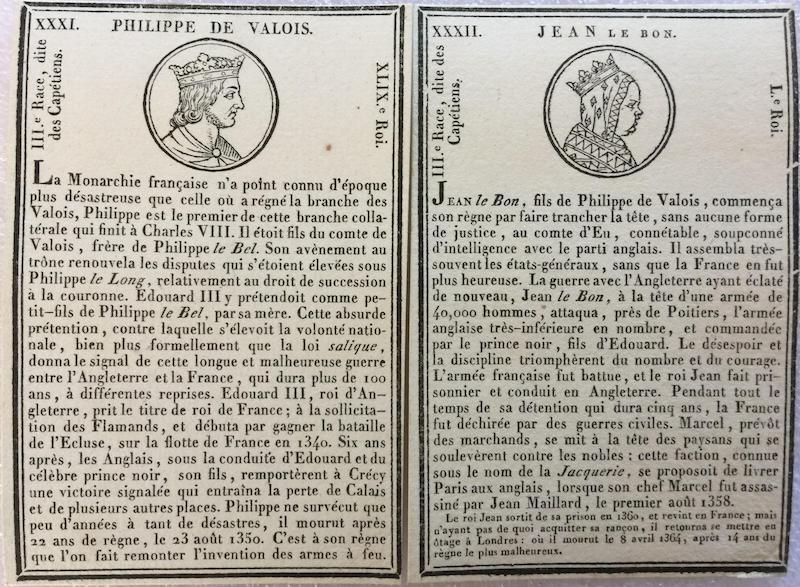 XXXI. PHILIPPE DE VALOIS.
III.e Race, dite
des Capétiens.
XLIX.e Roi.
La Monarchie française n'a point connu d'époque
plus désastreuse que celle où a régné la branche des
Valois, Philippe est le premier de cette branche colla-
térale qui finit à Charles VIII. Il étoit fils du comte de
Valois, frère de Philippe le Bel. Son avènement au
trône renouvela les disputes qui s'étoient élevées sous
Philippe le Long, relativement au droit de succession
à la couronne. Edouard III y prétendoit comme pe-
tit-fils de Philippe le Bel, par sa mère. Cette absurde
prétention, contre laquelle s'élevoit la volonté natio-
nale, bien plus formellement que la loi salique,
donna le signal de cette longue et malheureuse guerre
entre l'Angleterre et la France, qui dura plus de 100
ans, à différentes reprises. Edouard III, roi d'An-
gleterre, prit le titre de roi de France; à la sollicita-
tion des Flamands, et débuta par gagner la bataille
de l'Ecluse, sur la flotte de France en 1340. Six ans
après, les Anglais, sous la conduite d'Edouard et du
célèbre prince noir, son fils, remportèrent à Crécy
une victoire signalée qui entraîna la perte de Calais
et de plusieurs autres places. Philippe ne survécut que
peu d'années à tant de désastres, il mourut après
22 ans de règne, le 23 août 1350. C'est à son règne
que l'on fait remonter l'invention des armes à feu.
XXXII. JEAN LE BON.
III.e Race, dite des
Capétiens.
L.e Roi.
JEAN le Bon, fils de Philippe de Valois, commença
son règne par faire trancher la tête, sans aucune forme
de justice, au comte d'Eu, connétable, soupçonné
d'intelligence avec le parti anglais. Il assembla très-
souvent les états-généraux, sans que la France en fut
plus heureuse. La guerre avec l'Angleterre ayant éclaté
de nouveau, Jean le Bon, à la tête d'une armée de
40,000 hommes, attaqua, près de Poitiers, l'armée
anglaise très-inférieure en nombre, et commandée
par le prince noir, fils d'Edouard. Le désespoir et
la discipline triomphèrent du nombre et du courage.
L'armée française fut battue, et le roi Jean fait pri-
sonnier et conduit en Angleterre. Pendant tout le
temps de sa détention qui dura cinq ans, la France
fut déchirée par des guerres civiles. Marcel, prévôt
des marchands, se mit à la tête des paysans qui se
soulevèrent contre les nobles: cette faction, connue
sous le nom de la Jacquerie, se proposoit de livrer
Paris aux anglais, lorsque son chef Marcel fut assas-
siné par Jean Maillard, le premier août 1358.
Le roi Jean sortit de sa prison en 1360, et revint en France; mais
n'ayant pas de quoi acquitter sa rançon, il retourna se mettre en
ôtage à Londres: où il mourut le 8 avril 1364, après 14 ans du
règne le plus malheureux.